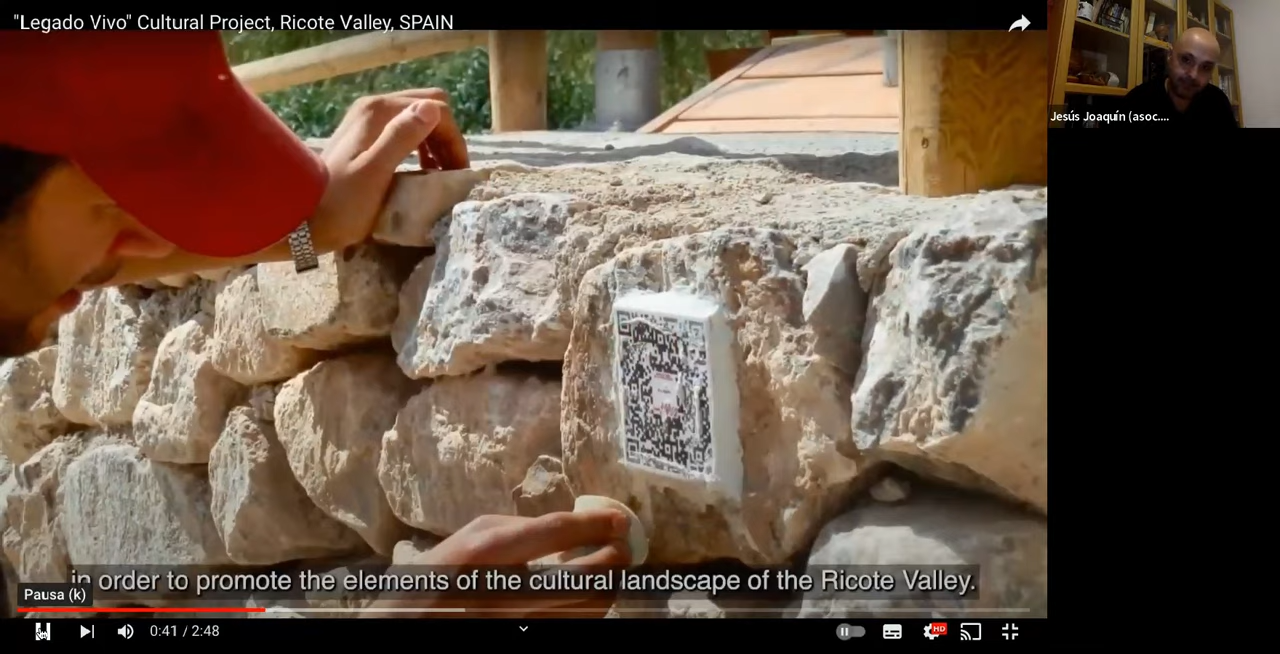 "Legado Vivo" Cultural Project, Ricote Valley, SPAIN
Jesús Joaquín (asoc....
in order to promote the elements of the cultural landscape of the Ricote Valley.
Pausa (k)
0:41 / 2:48
HD